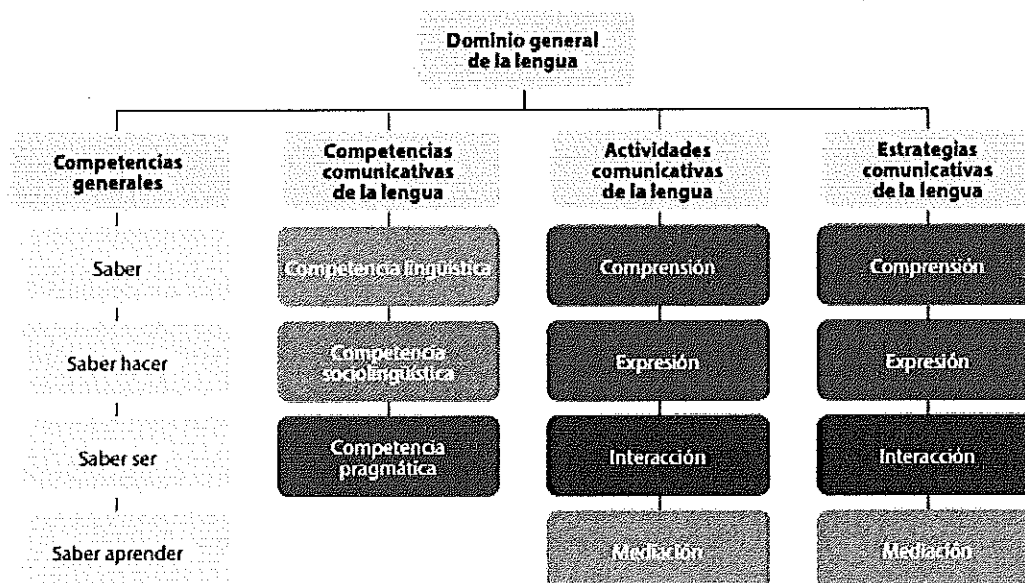 Dominio general
de la lengua
Competencias
generales
Competencias
comunicativas
de la lengua
Actividades
comunicativas
de la lengua
Estrategias
comunicativas
de la lengua
Saber
Competencia lingüística
Comprensión
Comprensión
Saber hacer
Competencia
sociolingüística
Expresión
Expresión
Saber ser
Competencia
pragmática
Interacción
Interacción
Saber aprender
Mediación
Mediación